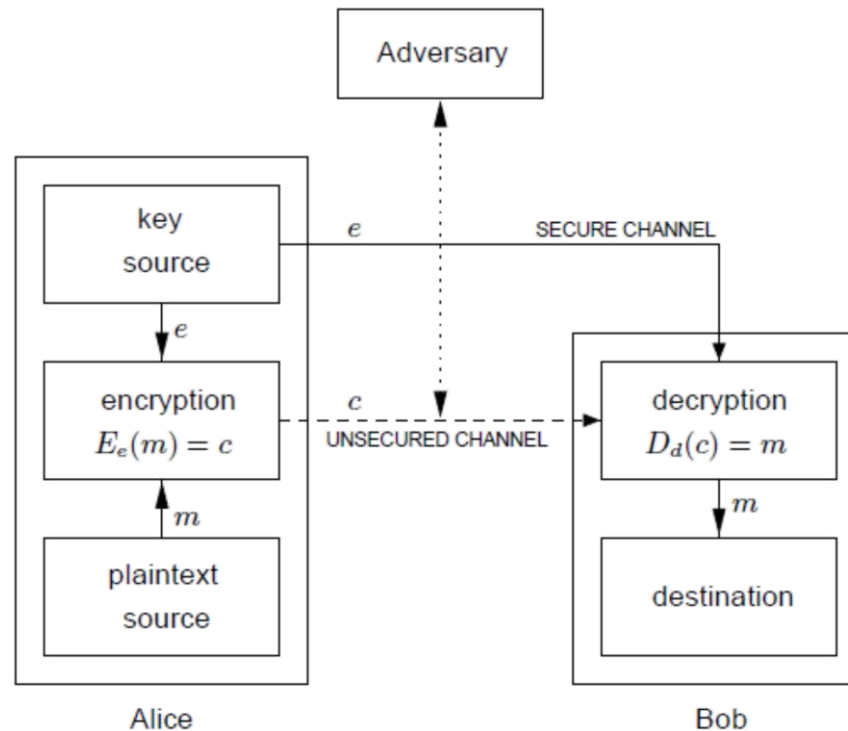 Adversary
key
source
e
SECURE CHANNEL
e
encryption
E_e(m) = c
c
UNSECURED CHANNEL
decryption
D_d(c) = m
m
m
plaintext
source
destination
Alice
Bob